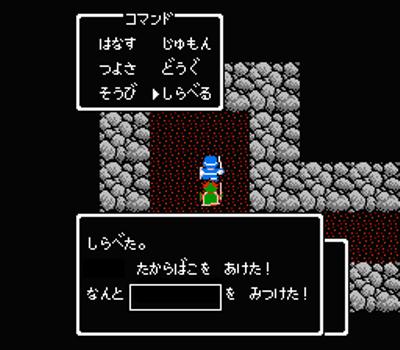 コマンド
はなす じゅもん
つよさ どうぐ
そうび ▶しらべる
しらべた。
たからばこを あけた!
なんと を みつけた!